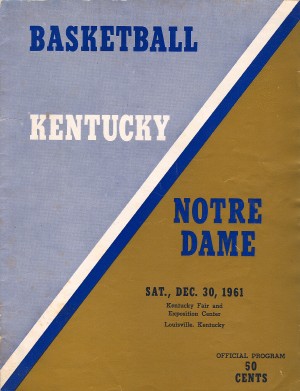 BASKETBALL
KENTUCKY
NOTRE
DAME
SAT., DEC. 30, 1961
Kentucky Fair and
Exposition Center
Louisville, Kentucky
OFFICIAL PROGRAM
50
CENTS